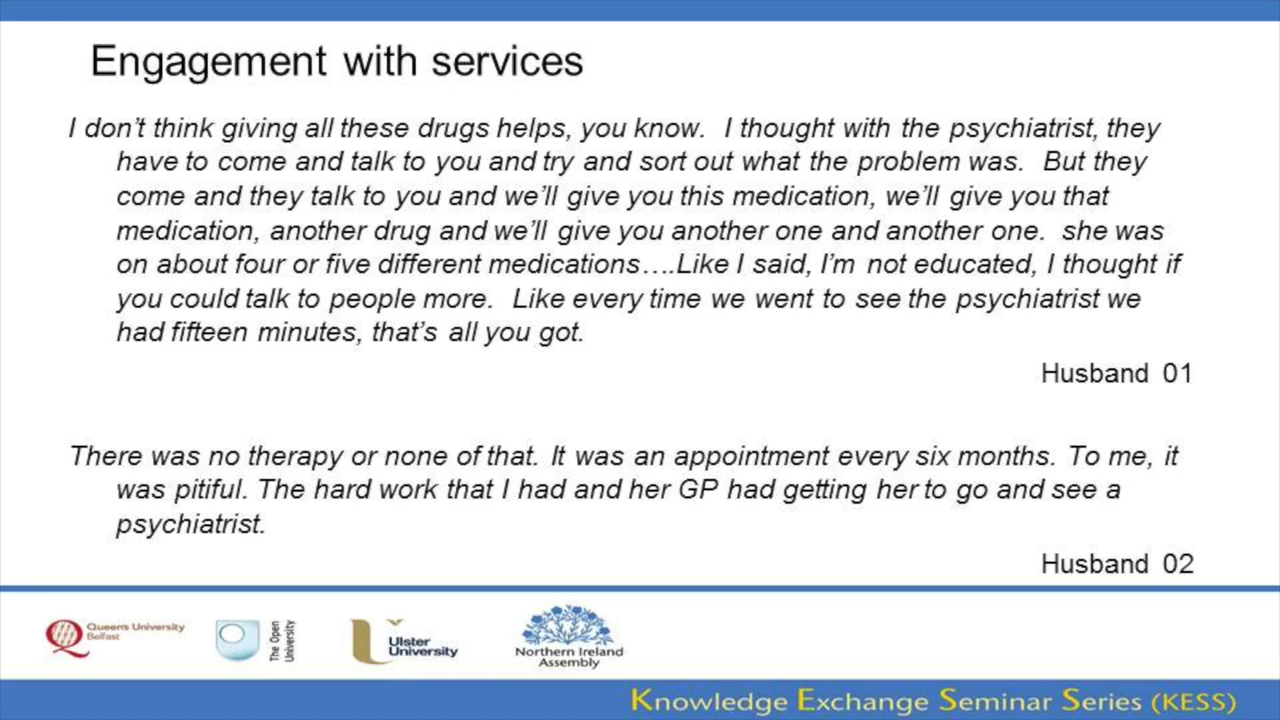 Engagement with services
I don’t think giving all these drugs helps, you know.  I thought with the psychiatrist, they
have to come and talk to you and try and sort out what the problem was.  But they
come and they talk to you and we’ll give you this medication, we’ll give you that
medication, another drug and we’ll give you another one and another one.  she was
on about four or five different medications….Like I said, I’m not educated, I thought if
you could talk to people more.  Like every time we went to see the psychiatrist we
had fifteen minutes, that’s all you got.
Husband 01
There was no therapy or none of that. It was an appointment every six months. To me, it
was pitiful. The hard work that I had and her GP had getting her to go and see a
psychiatrist.
Husband 02
Queen's University
Belfast
The Open
University
Ulster
University
Northern Ireland
Assembly
Knowledge Exchange Seminar Series (KESS)